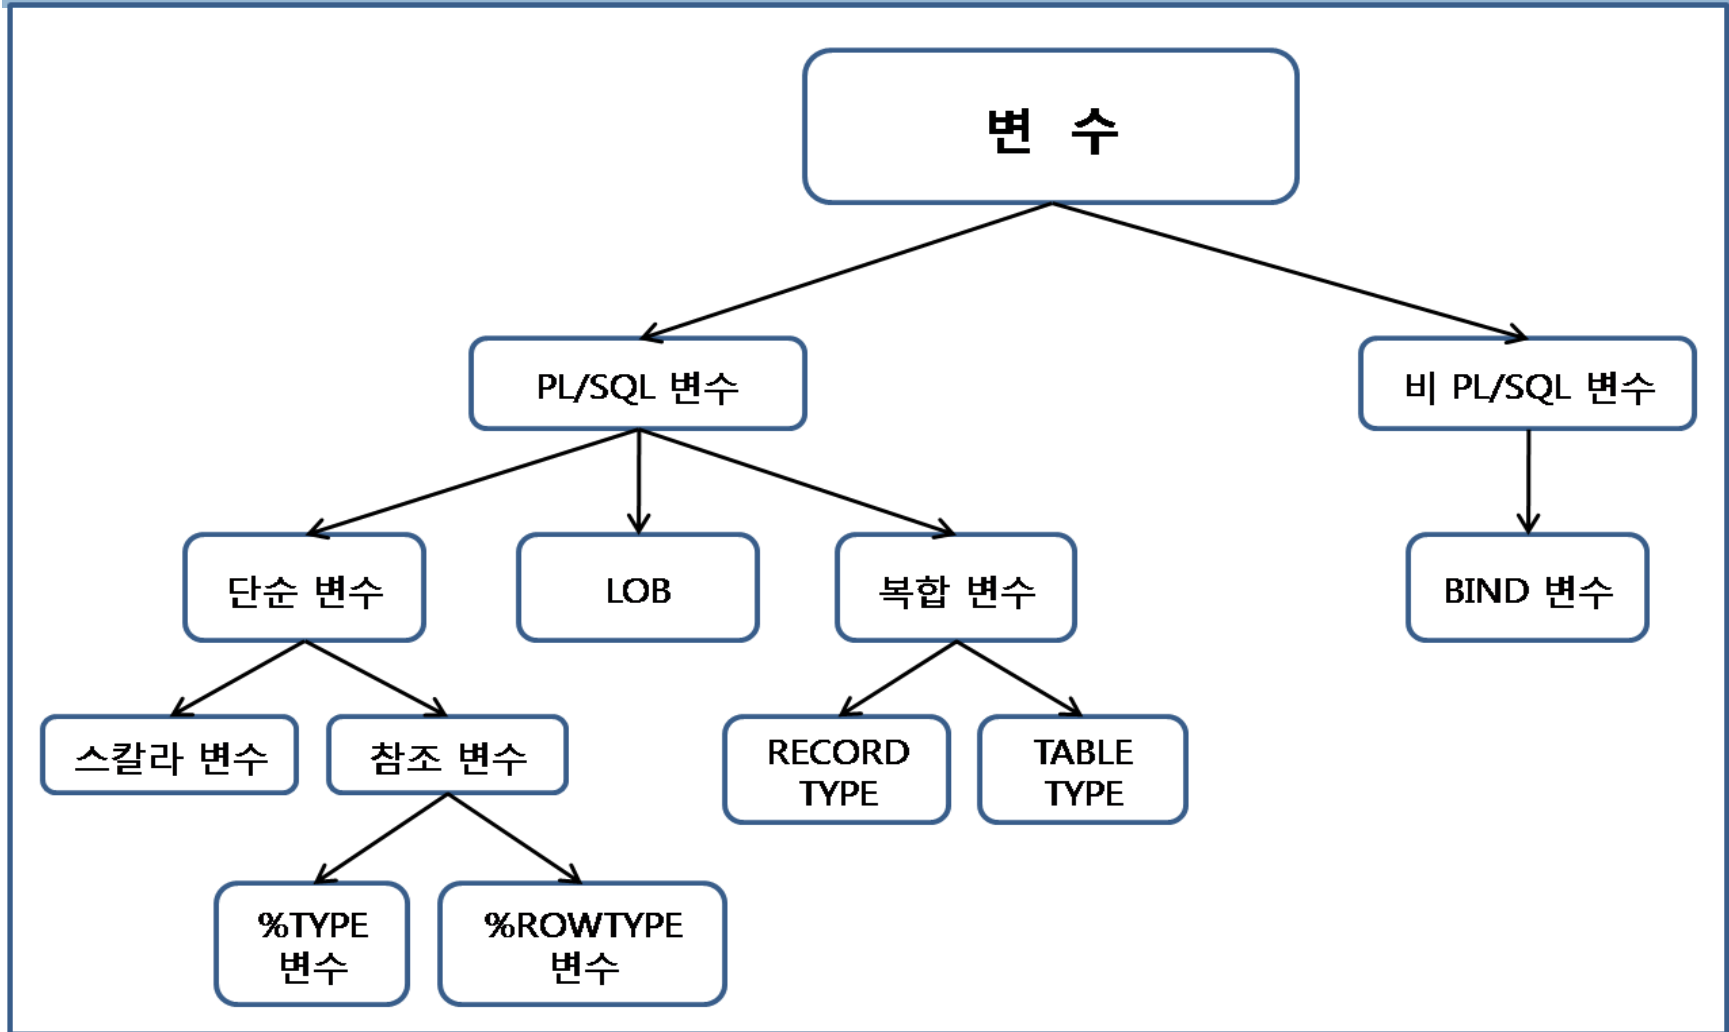 변 수
PL/SQL 변수
비 PL/SQL 변수
단순 변수
LOB
복합 변수
BIND 변수
스칼라 변수
참조 변수
RECORD
TYPE
TABLE
TYPE
%TYPE
변수
%ROWTYPE
변수